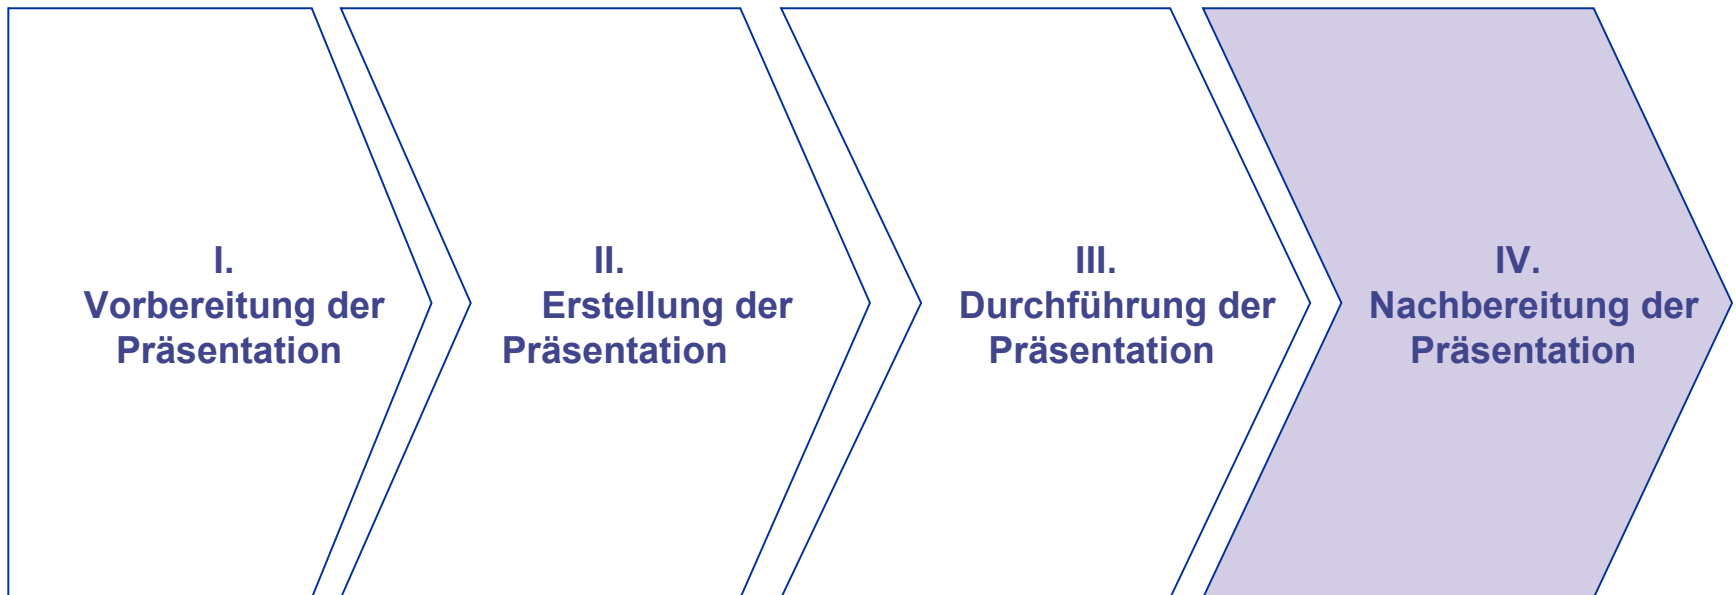 I.
Vorbereitung der
Präsentation
II.
Erstellung der
Präsentation
III.
Durchführung der
Präsentation
IV.
Nachbereitung der
Präsentation